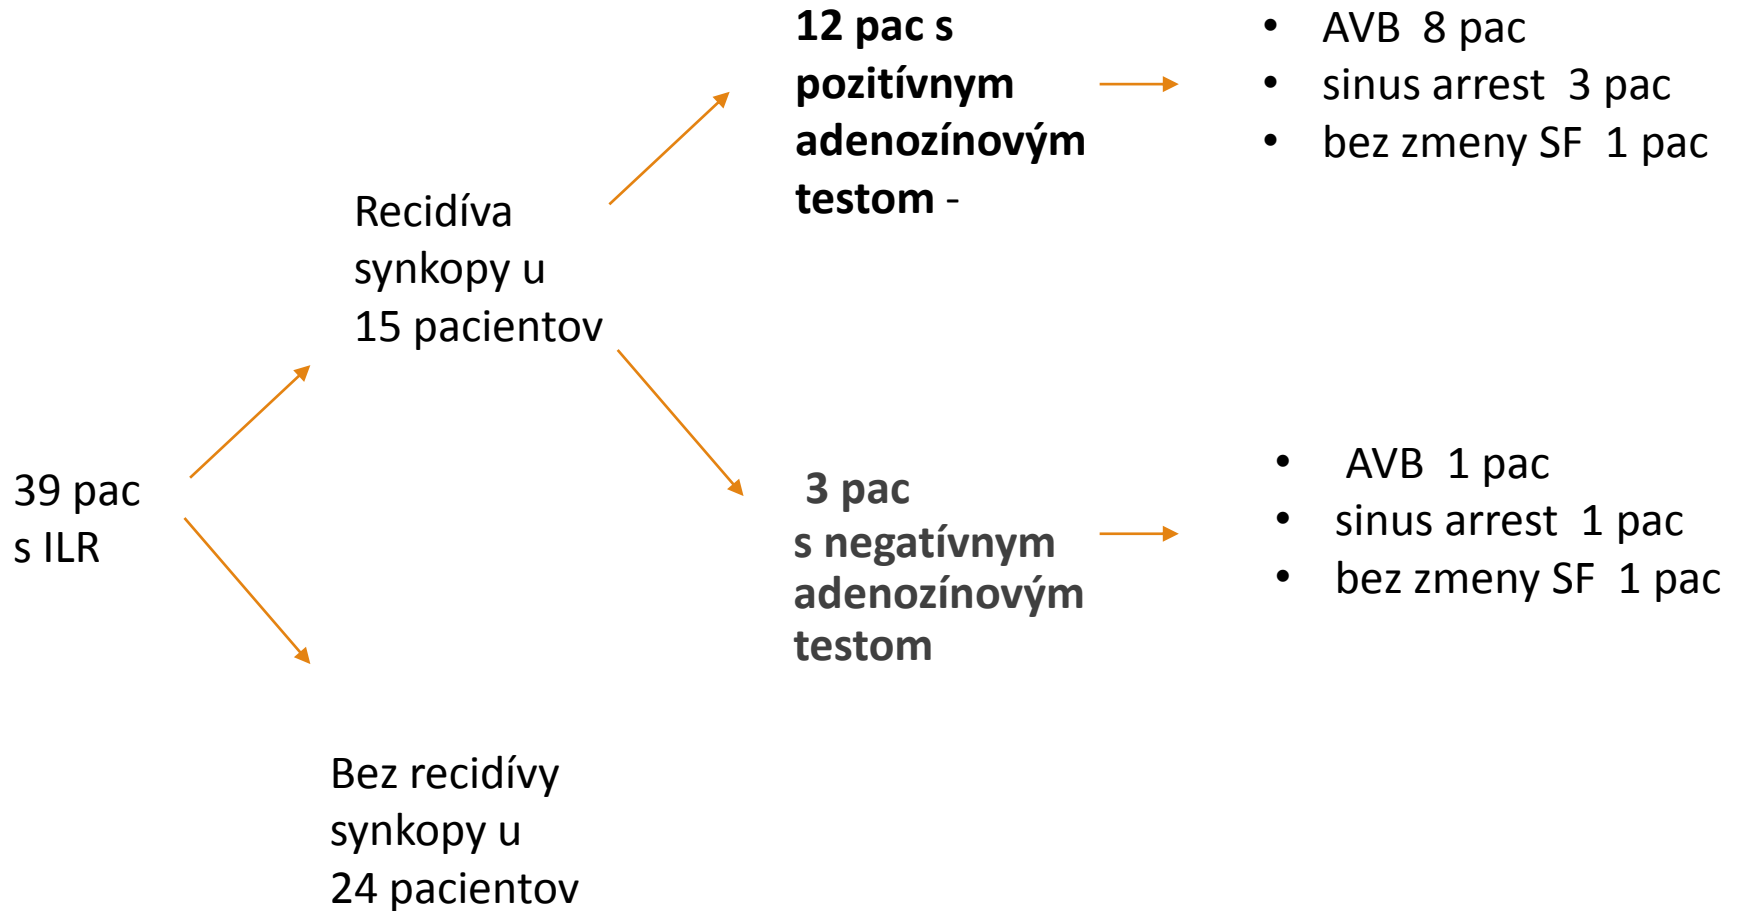 39 pac
s ILR
Recidíva
synkopy u
15 pacientov
Bez recidívy
synkopy u
24 pacientov
12 pac s
pozitívnym
adenozínovým
testom -
• AVB 8 pac
• sinus arrest 3 pac
• bez zmeny SF 1 pac
3 pac
s negatívnym
adenozínovým
testom
• AVB 1 pac
• sinus arrest 1 pac
• bez zmeny SF 1 pac